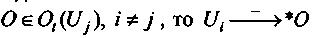 O ∈ O_i(U_j), i ≠ j, то U_i —‾→ *O